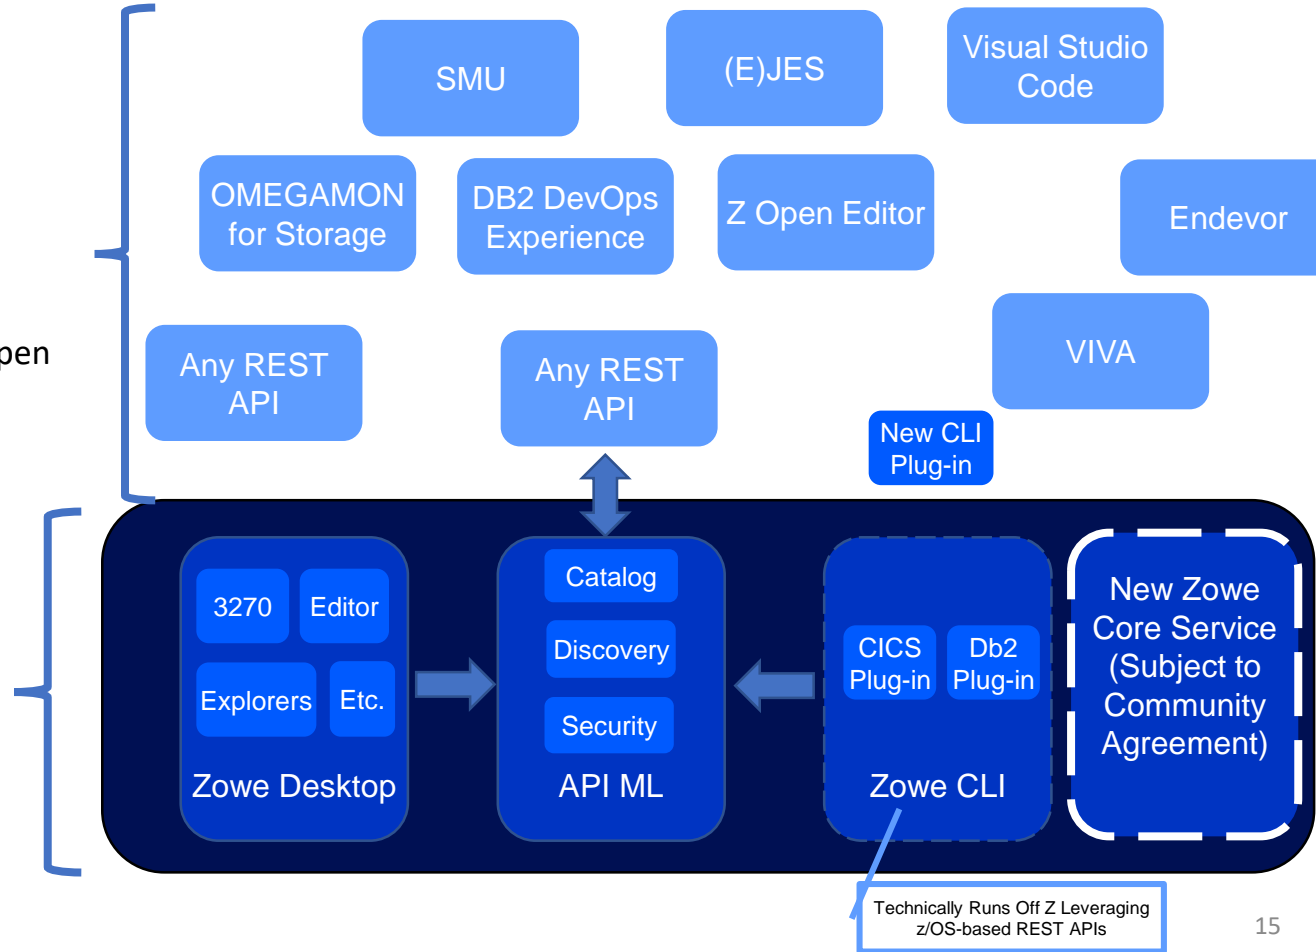 SMU
(E)JES
Visual Studio
Code
OMEGAMON
for Storage
DB2 DevOps
Experience
Z Open Editor
Endevor
pen
Any REST
API
Any REST
API
VIVA
New CLI
Plug-in
3270
Editor
Explorers
Etc.
Zowe Desktop
Catalog
Discovery
Security
API ML
CICS
Plug-in
Db2
Plug-in
Zowe CLI
New Zowe
Core Service
(Subject to
Community
Agreement)
Technically Runs Off Z Leveraging
z/OS-based REST APIs
15